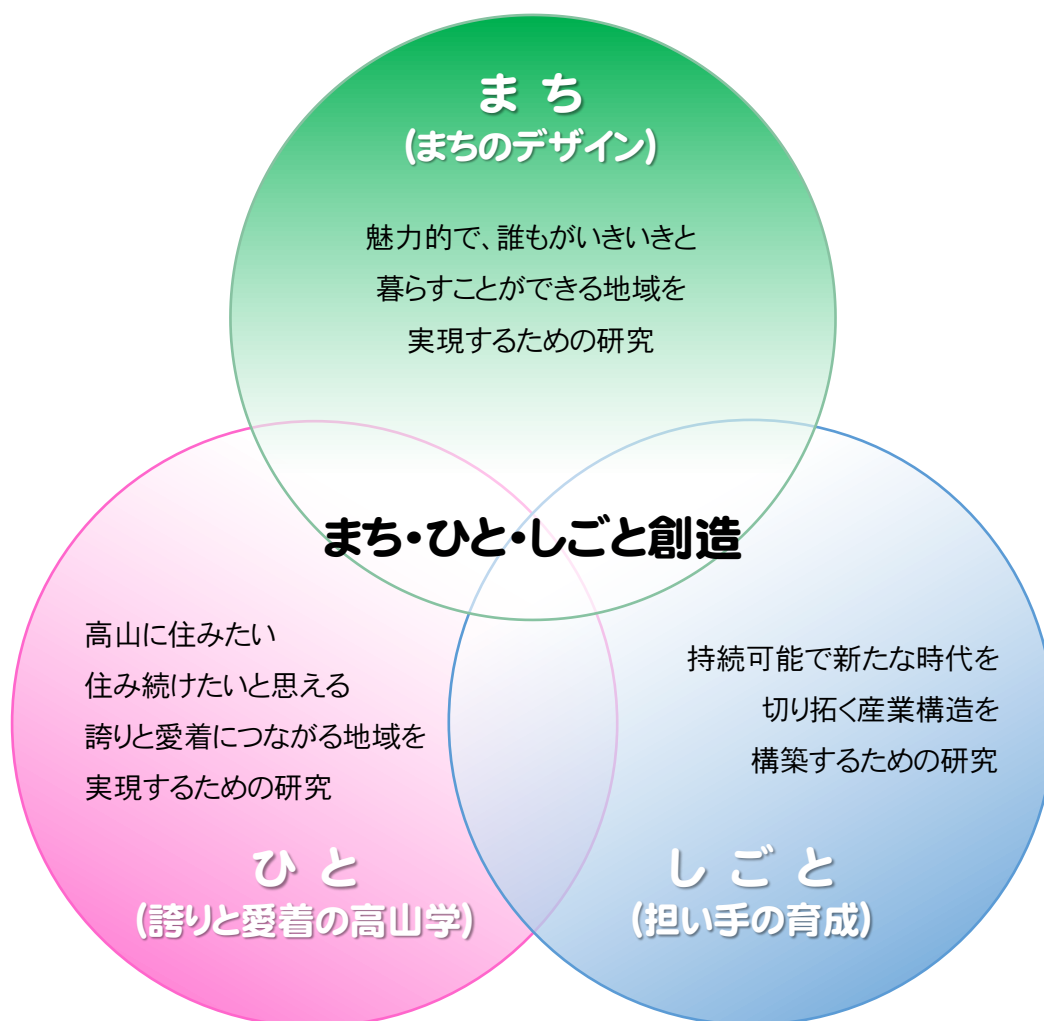 まち
(まちのデザイン)
魅力的で、誰もがいきいきと
暮らすことができる地域を
実現するための研究
まち・ひと・しごと創造
高山に住みたい
住み続けたいと思える
誇りと愛着につながる地域を
実現するための研究
ひと
(誇りと愛着の高山学)
持続可能で新たな時代を
切り拓く産業構造を
構築するための研究
しごと
(担い手の育成)